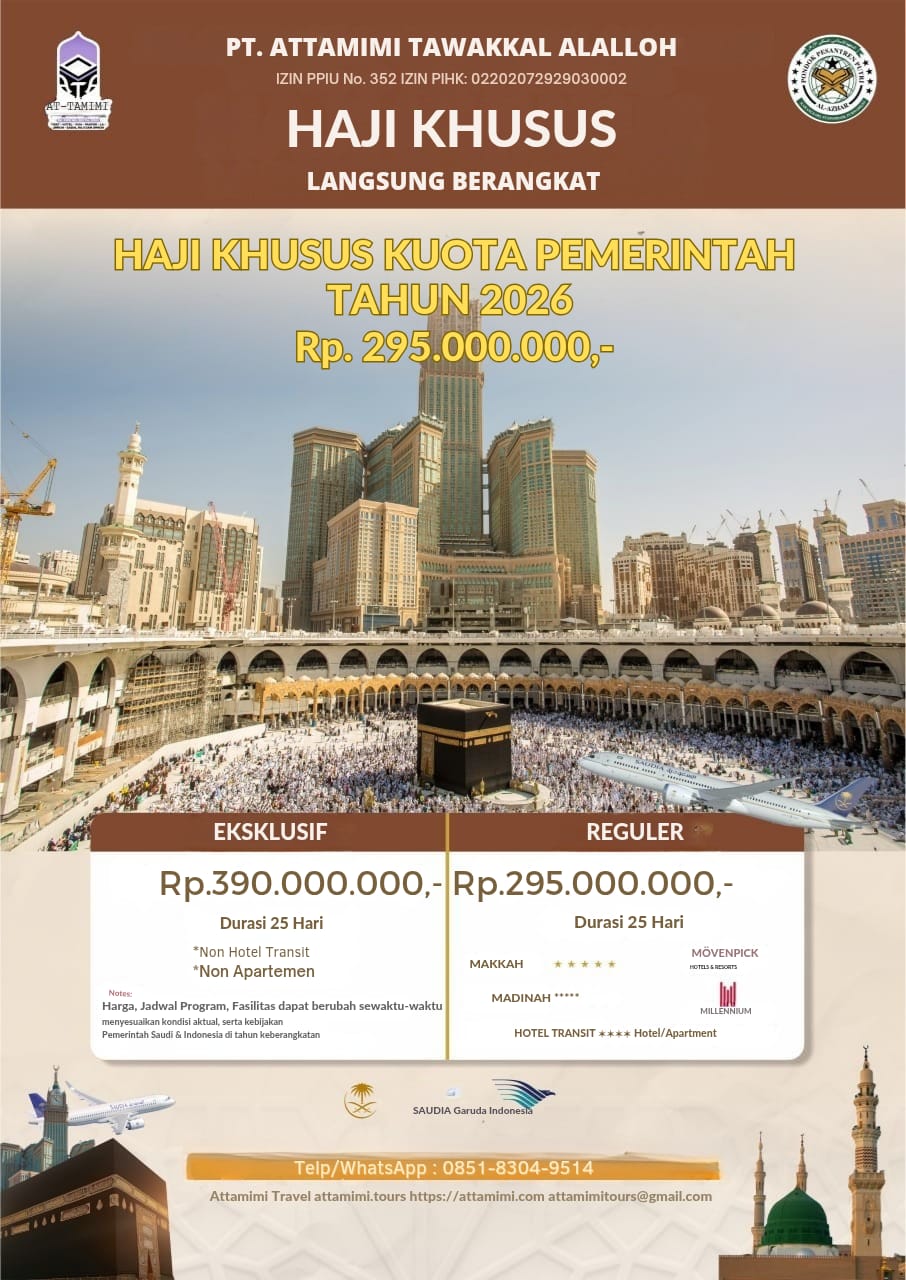 PT. ATTAMIMI TAWAKKAL ALALLOH
IZIN PPIU No. 352 IZIN PIHK: 02202072929030002
HAJI KHUSUS
LANGSUNG BERANGKAT
AT-TAMIMI
PONDOK PESANTREN PUTRI
AL-AZHAR
HAJI KHUSUS KUOTA PEMERINTAH
TAHUN 2026
Rp. 295.000.000,-
SAUDIA السعودية
EKSKLUSIF
Rp.390.000.000,-
Durasi 25 Hari
*Non Hotel Transit
*Non Apartemen
Notes:
Harga, Jadwal Program, Fasilitas dapat berubah sewaktu-waktu
menyesuaikan kondisi aktual, serta kebijakan
Pemerintah Saudi & Indonesia di tahun keberangkatan
REGULER
Rp.295.000.000,-
Durasi 25 Hari
MAKKAH ★ ★ ★ ★ ★
MÖVENPICK
HOTELS & RESORTS
MADINAH *****
MILLENNIUM
HOTEL TRANSIT ★★★★ Hotel/Apartment
SAUDIA Garuda Indonesia
SAUDIA
Telp/WhatsApp : 0851-8304-9514
Attamimi Travel attamimi.tours https://attamimi.com attamimitours@gmail.com